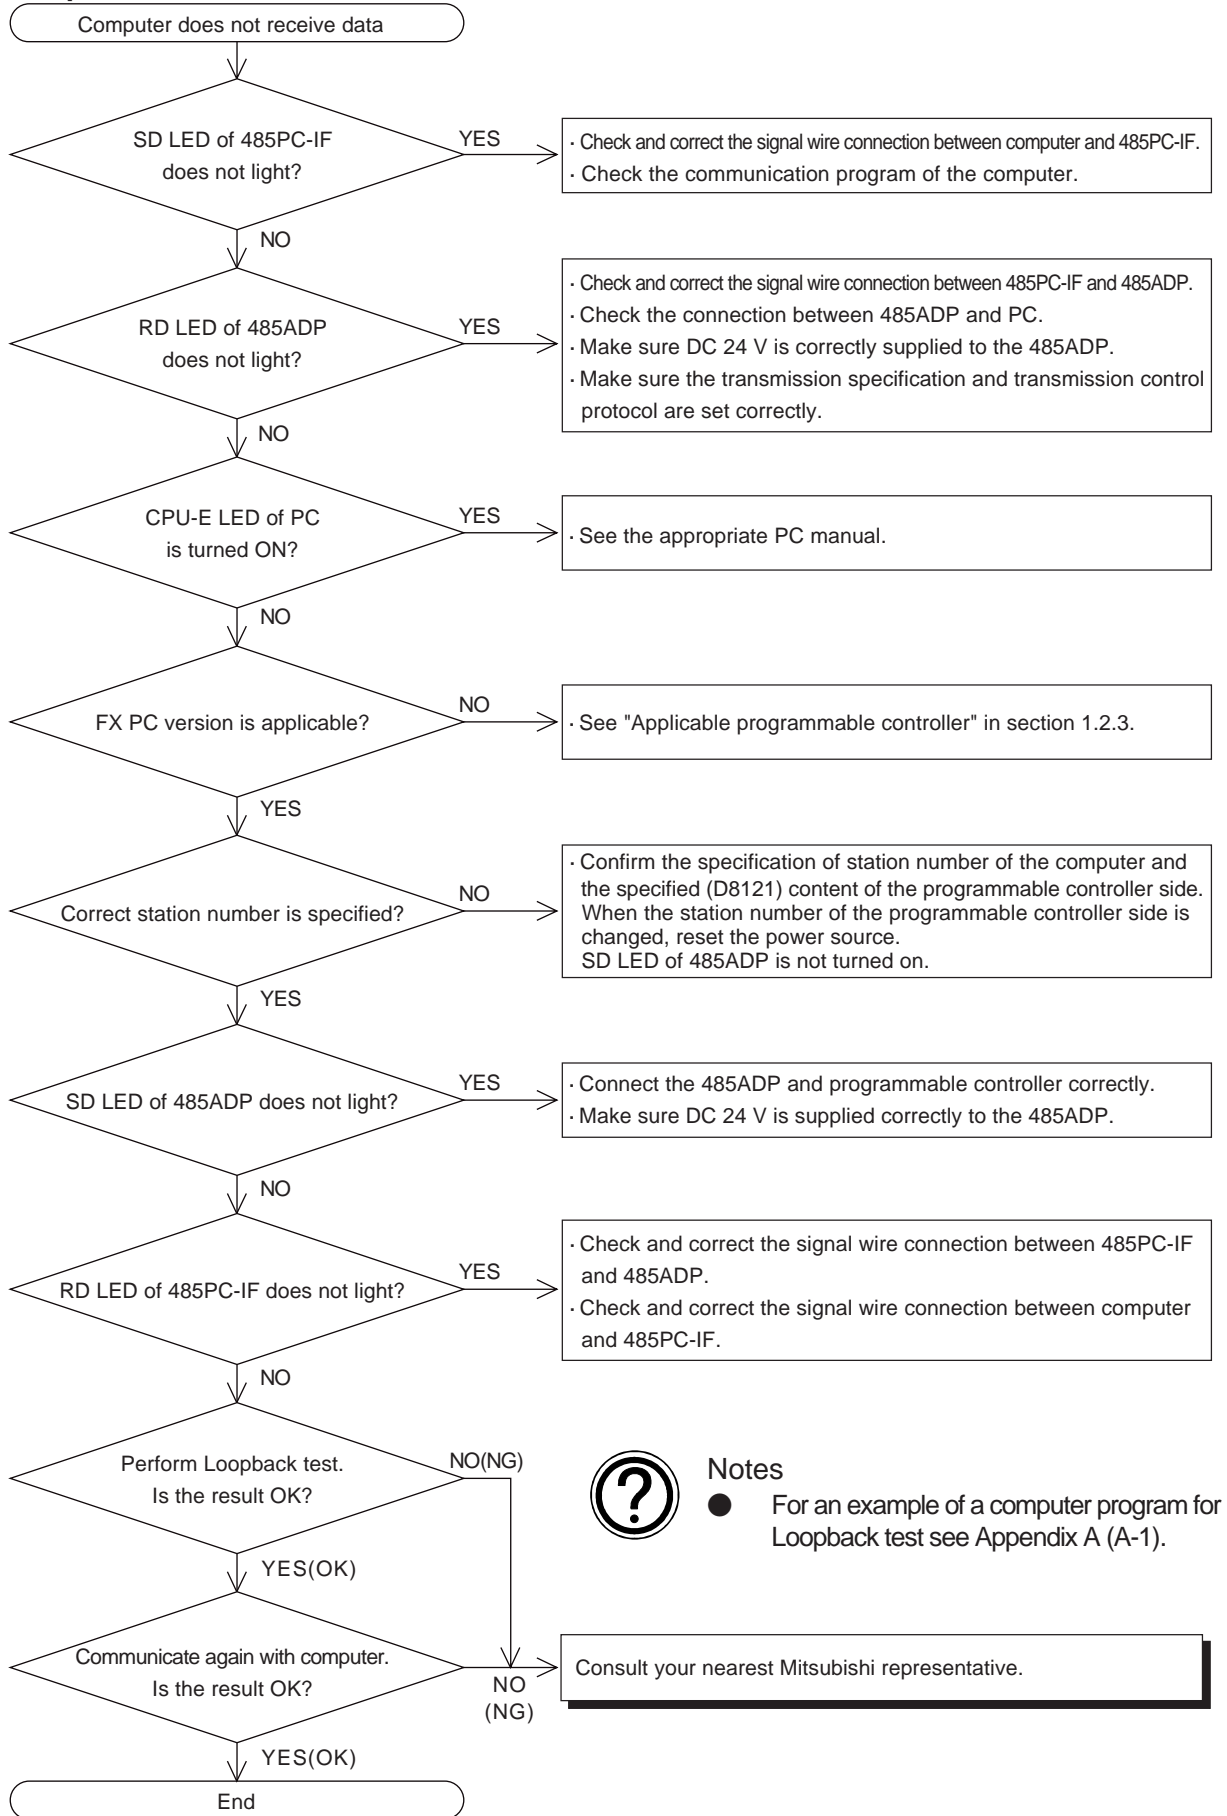 Computer does not receive data
SD LED of 485PC-IF
does not light?
YES
· Check and correct the signal wire connection between computer and 485PC-IF.
· Check the communication program of the computer.
NO
RD LED of 485ADP
does not light?
YES
· Check and correct the signal wire connection between 485PC-IF and 485ADP.
· Check the connection between 485ADP and PC.
· Make sure DC 24 V is correctly supplied to the 485ADP.
· Make sure the transmission specification and transmission control
protocol are set correctly.
NO
CPU-E LED of PC
is turned ON?
YES
· See the appropriate PC manual.
NO
FX PC version is applicable?
NO
· See "Applicable programmable controller" in section 1.2.3.
YES
Correct station number is specified?
NO
· Confirm the specification of station number of the computer and
the specified (D8121) content of the programmable controller side.
When the station number of the programmable controller side is
changed, reset the power source.
SD LED of 485ADP is not turned on.
YES
SD LED of 485ADP does not light?
YES
· Connect the 485ADP and programmable controller correctly.
· Make sure DC 24 V is supplied correctly to the 485ADP.
NO
RD LED of 485PC-IF does not light?
YES
· Check and correct the signal wire connection between 485PC-IF
and 485ADP.
· Check and correct the signal wire connection between computer
and 485PC-IF.
NO
Perform Loopback test.
Is the result OK?
NO(NG)
Notes
● For an example of a computer program for
Loopback test see Appendix A (A-1).
YES(OK)
Communicate again with computer.
Is the result OK?
NO
(NG)
Consult your nearest Mitsubishi representative.
YES(OK)
End